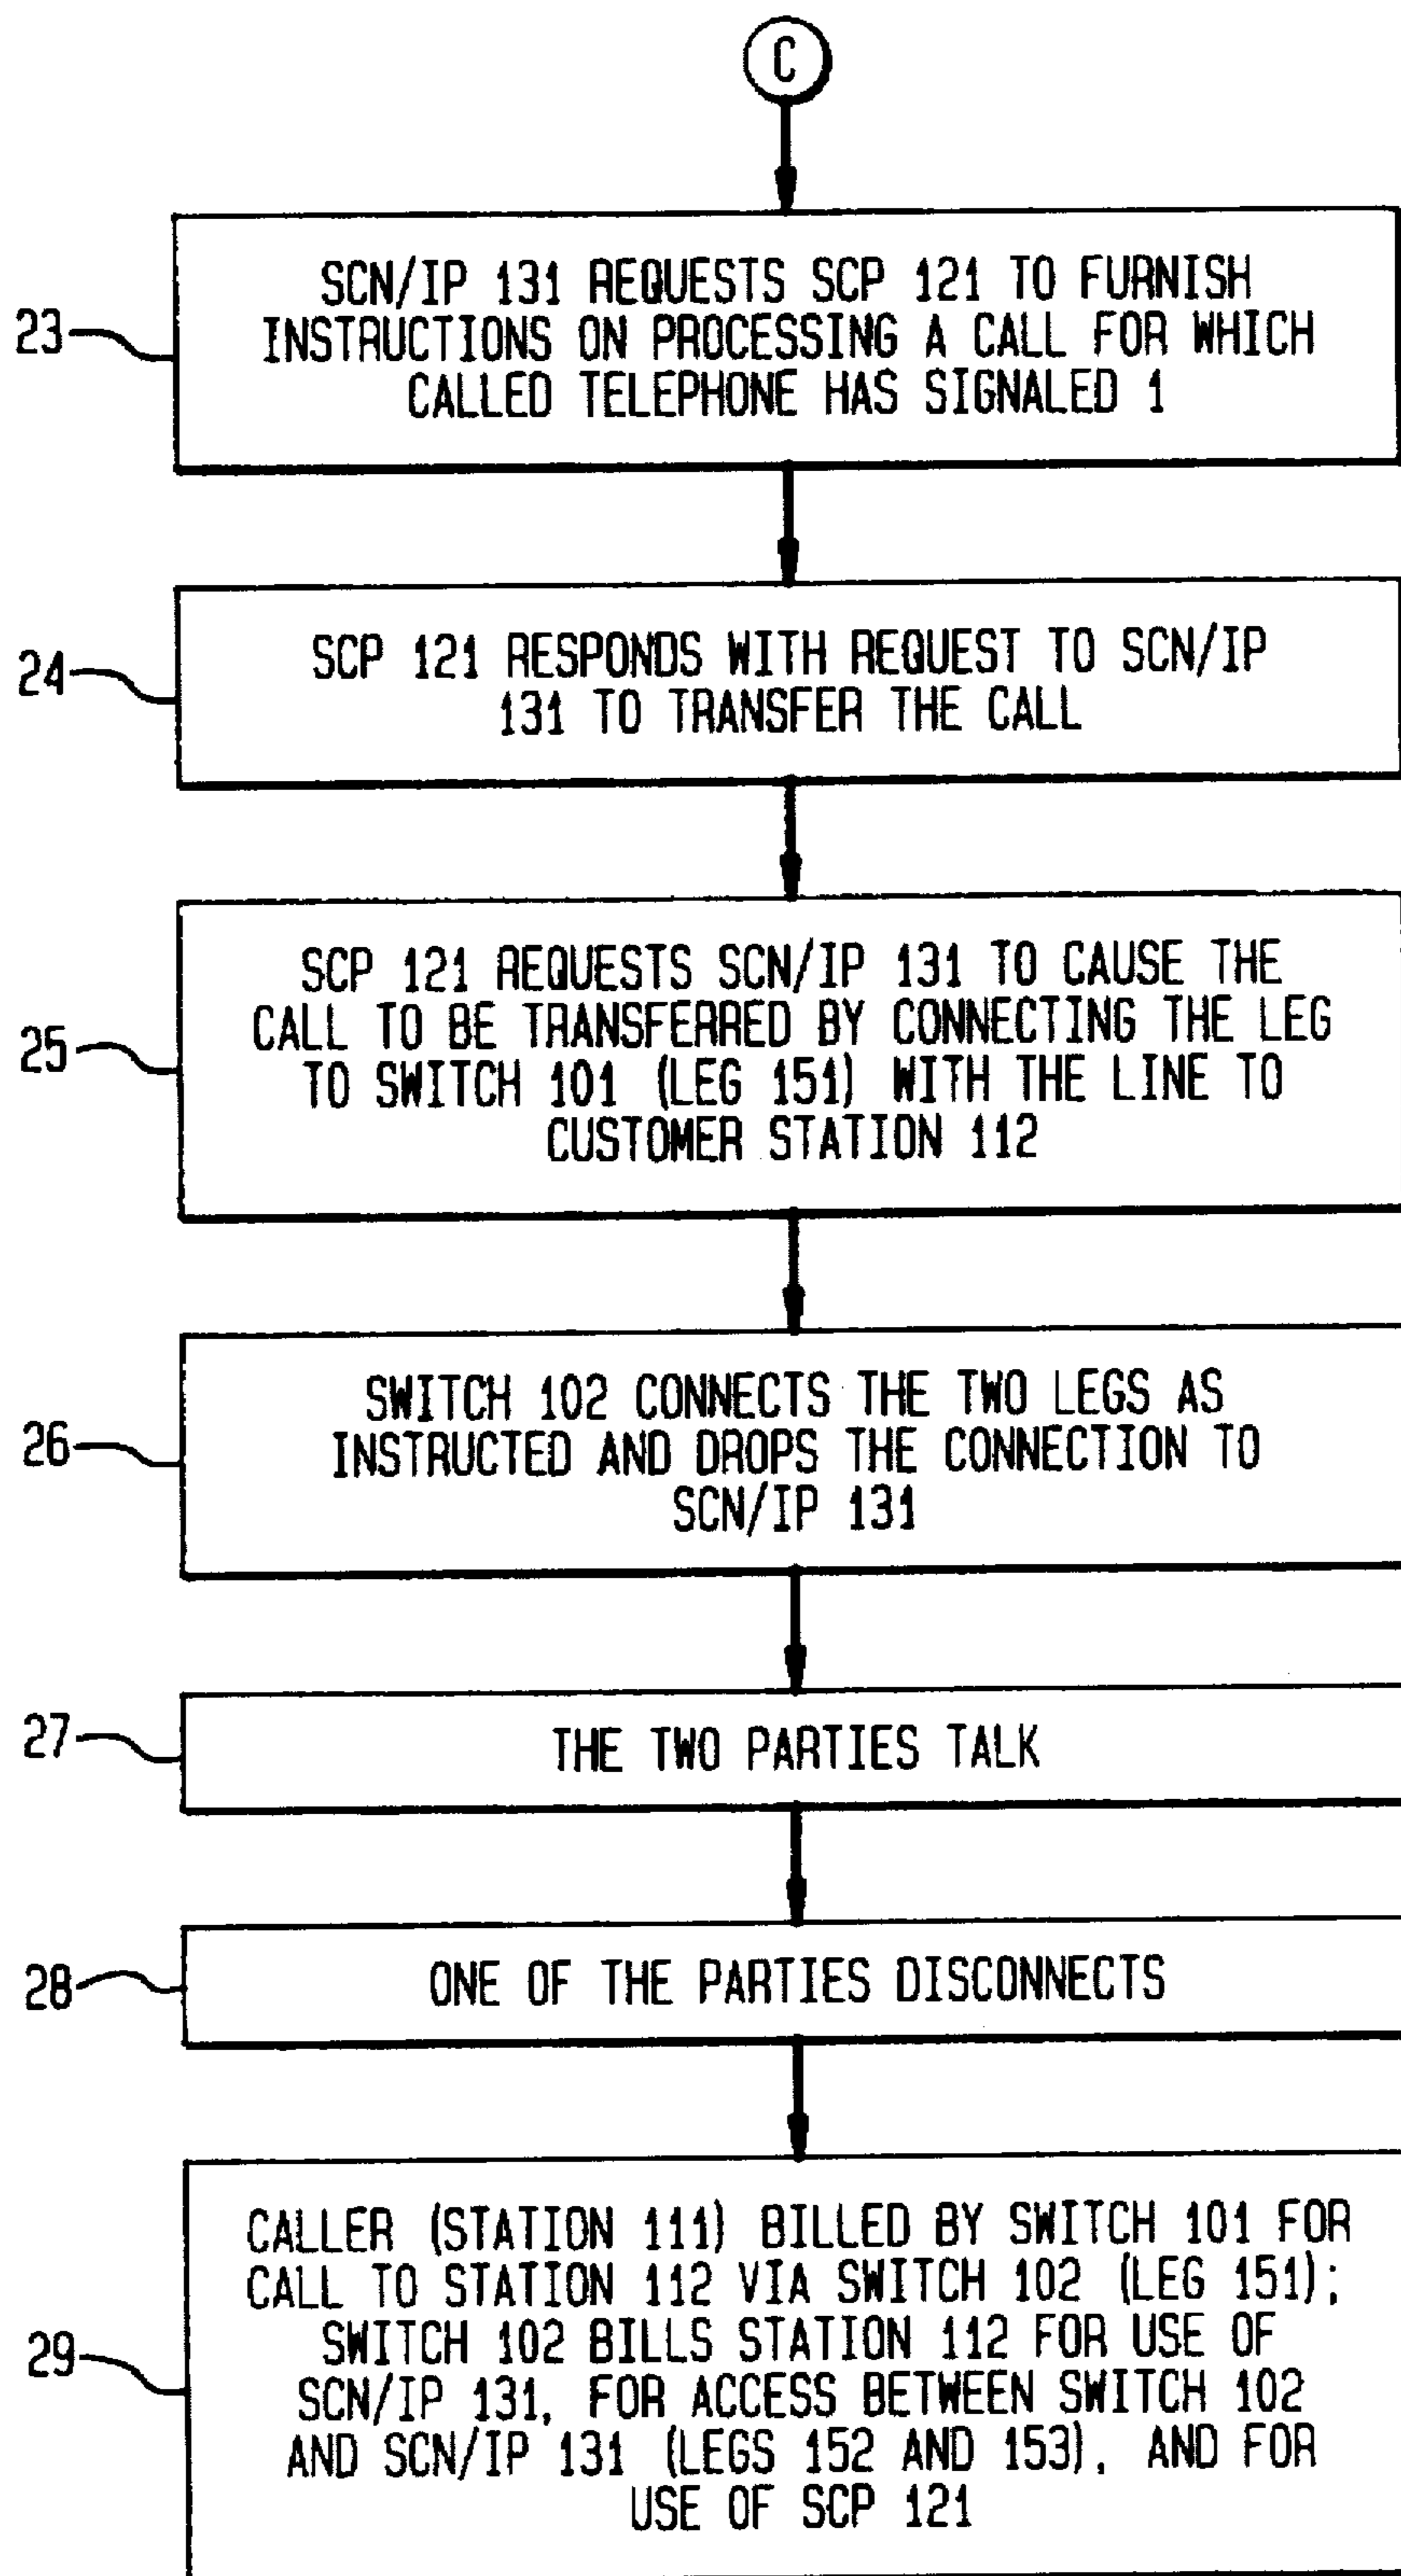 C
23
SCN/IP 131 REQUESTS SCP 121 TO FURNISH
INSTRUCTIONS ON PROCESSING A CALL FOR WHICH
CALLED TELEPHONE HAS SIGNALED 1
24
SCP 121 RESPONDS WITH REQUEST TO SCN/IP
131 TO TRANSFER THE CALL
25
SCP 121 REQUESTS SCN/IP 131 TO CAUSE THE
CALL TO BE TRANSFERRED BY CONNECTING THE LEG
TO SWITCH 101 (LEG 151) WITH THE LINE TO
CUSTOMER STATION 112
26
SWITCH 102 CONNECTS THE TWO LEGS AS
INSTRUCTED AND DROPS THE CONNECTION TO
SCN/IP 131
27
THE TWO PARTIES TALK
28
ONE OF THE PARTIES DISCONNECTS
29
CALLER (STATION 111) BILLED BY SWITCH 101 FOR
CALL TO STATION 112 VIA SWITCH 102 (LEG 151);
SWITCH 102 BILLS STATION 112 FOR USE OF
SCN/IP 131, FOR ACCESS BETWEEN SWITCH 102
AND SCN/IP 131 (LEGS 152 AND 153), AND FOR
USE OF SCP 121